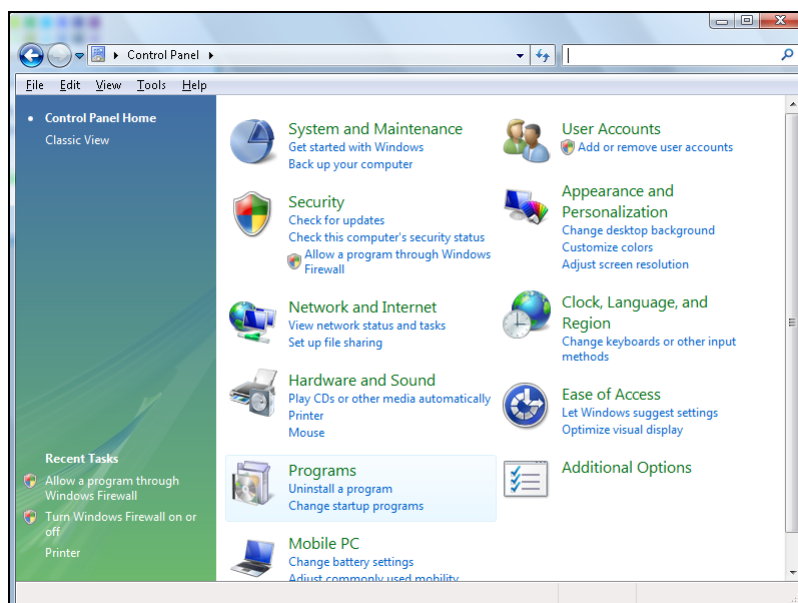 Control Panel
File Edit View Tools Help
Control Panel Home
Classic View
Recent Tasks
Allow a program through
Windows Firewall
Turn Windows Firewall on or
off
Printer
System and Maintenance
Get started with Windows
Back up your computer
Security
Check for updates
Check this computer's security status
Allow a program through Windows
Firewall
Network and Internet
View network status and tasks
Set up file sharing
Hardware and Sound
Play CDs or other media automatically
Printer
Mouse
Programs
Uninstall a program
Change startup programs
Mobile PC
Change battery settings
Adjust commonly used mobility
User Accounts
Add or remove user accounts
Appearance and
Personalization
Change desktop background
Customize colors
Adjust screen resolution
Clock, Language, and
Region
Change keyboards or other input
methods
Ease of Access
Let Windows suggest settings
Optimize visual display
Additional Options